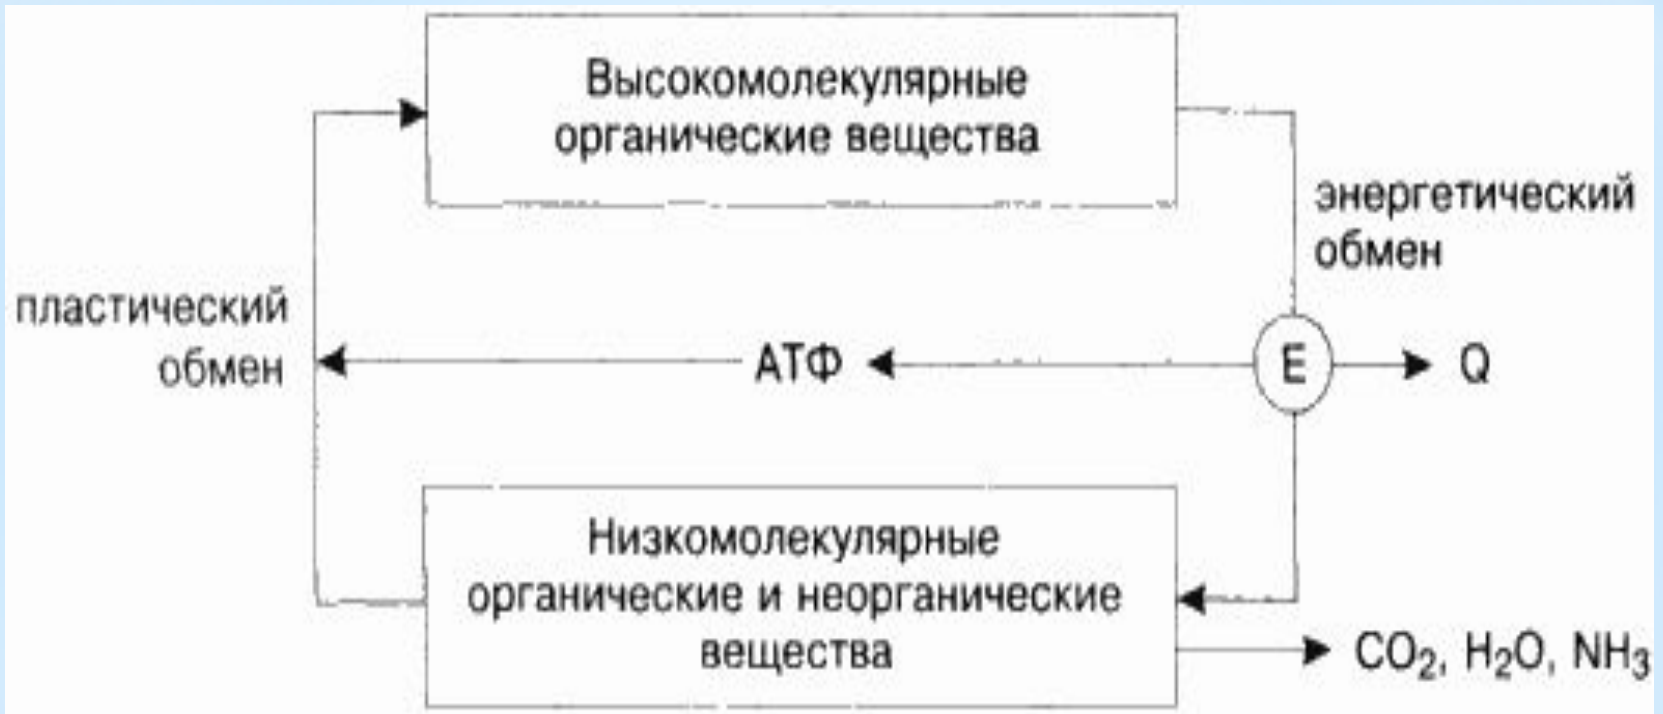 Высокомолекулярные
органические вещества
энергетический
обмен
пластический
обмен
АТФ
E
Q
Низкомолекулярные
органические и неорганические
вещества
CO₂, H₂O, NH₃